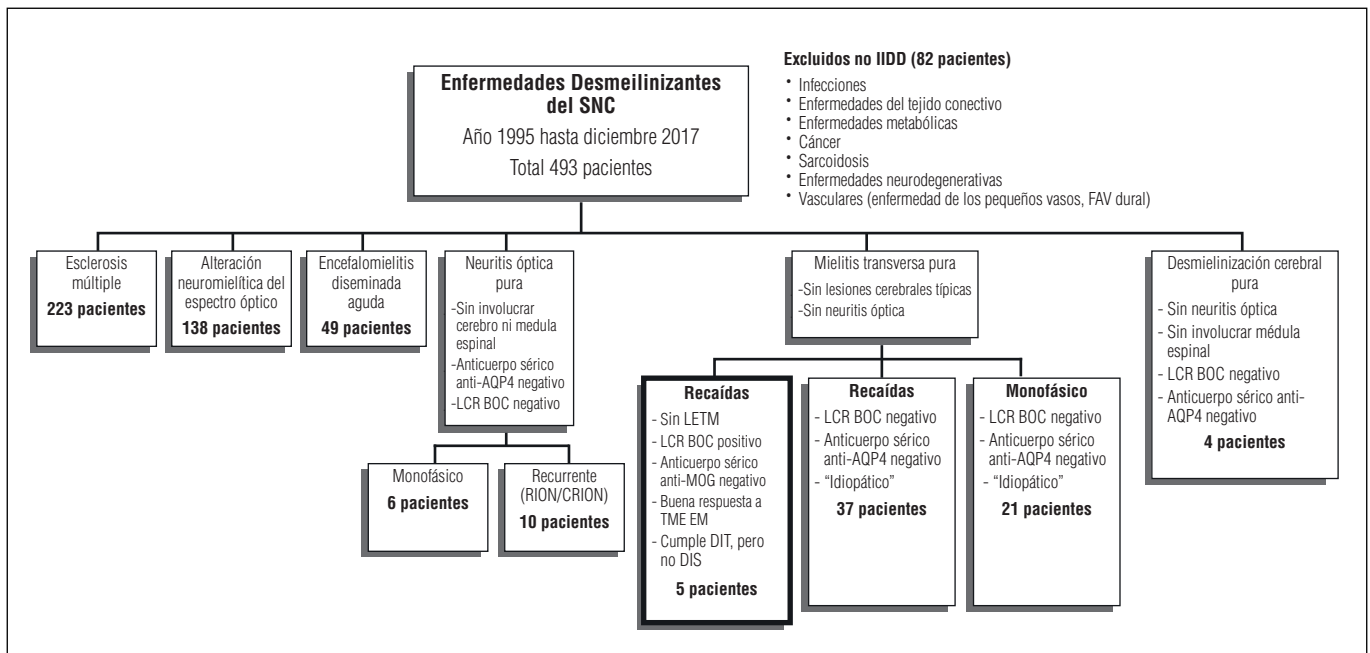 Enfermedades Desmeilinizantes
del SNC
Año 1995 hasta diciembre 2017
Total 493 pacientes
Excluidos no IIDD (82 pacientes)
• Infecciones
• Enfermedades del tejido conectivo
• Enfermedades metabólicas
• Cáncer
• Sarcoidosis
• Enfermedades neurodegenerativas
• Vasculares (enfermedad de los pequeños vasos, FAV dural)
Esclerosis
múltiple
223 pacientes
Alteración
neuromielítica del
espectro óptico
138 pacientes
Encefalomielitis
diseminada
aguda
49 pacientes
Neuritis óptica
pura
-Sin involucrar
cerebro ni medula
espinal
-Anticuerpo sérico
anti-AQP4 negativo
-LCR BOC negativo
Monofásico
6 pacientes
Recurrente
(RION/CRION)
10 pacientes
Mielitis transversa pura
-Sin lesiones cerebrales típicas
-Sin neuritis óptica
Recaídas
- Sin LETM
- LCR BOC positivo
- Anticuerpo sérico
anti-MOG negativo
- Buena respuesta a
TME EM
- Cumple DIT, pero
no DIS
5 pacientes
Recaídas
- LCR BOC negativo
- Anticuerpo sérico
anti-AQP4 negativo
- “Idiopático”
37 pacientes
Monofásico
- LCR BOC negativo
- Anticuerpo sérico
anti-AQP4 negativo
- “Idiopático”
21 pacientes
Desmielinización cerebral
pura
- Sin neuritis óptica
- Sin involucrar médula
espinal
- LCR BOC negativo
- Anticuerpo sérico anti-
AQP4 negativo
4 pacientes